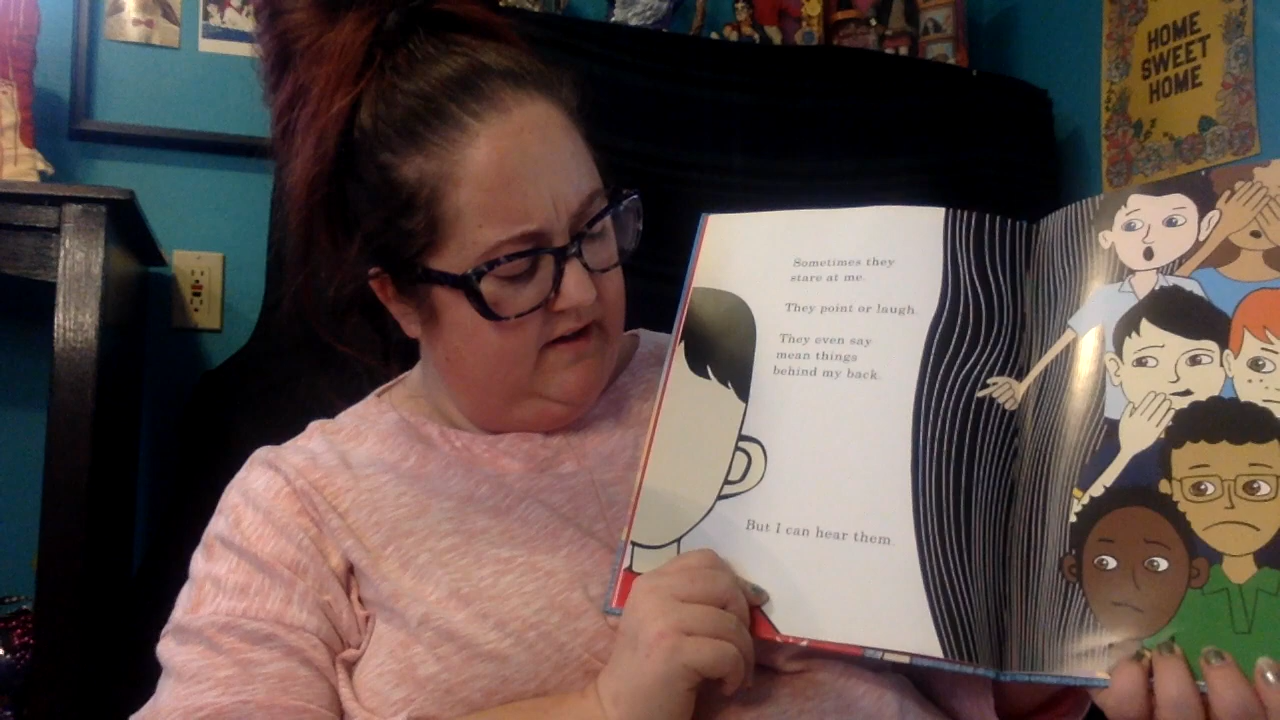 HOME
SWEET
HOME
Sometimes they
stare at me.
They point or laugh.
They even say
mean things
behind my back.
But I can hear them.